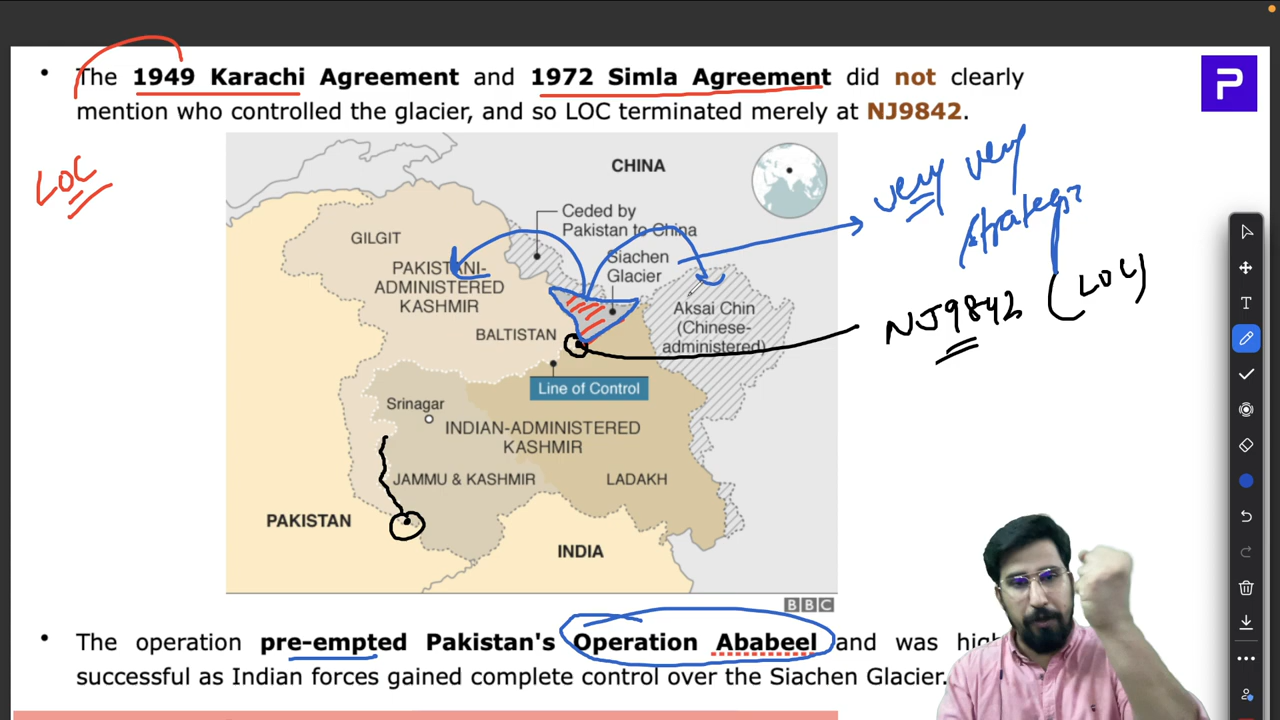 • The 1949 Karachi Agreement and 1972 Simla Agreement did not clearly
mention who controlled the glacier, and so LOC terminated merely at NJ9842.
P
LOC
CHINA
very very
strategic
Ceded by
Pakistan to China
GILGIT
Siachen
Glacier
PAKISTANI-
ADMINISTERED
KASHMIR
NJ9842 (LOC)
Aksai Chin
(Chinese-
administered)
BALTISTAN
Line of Control
Srinagar
INDIAN-ADMINISTERED
KASHMIR
JAMMU & KASHMIR
LADAKH
PAKISTAN
INDIA
BBC
• The operation pre-empted Pakistan's Operation Ababeel and was
successful as Indian forces gained complete control over the Siachen Glacier.
T